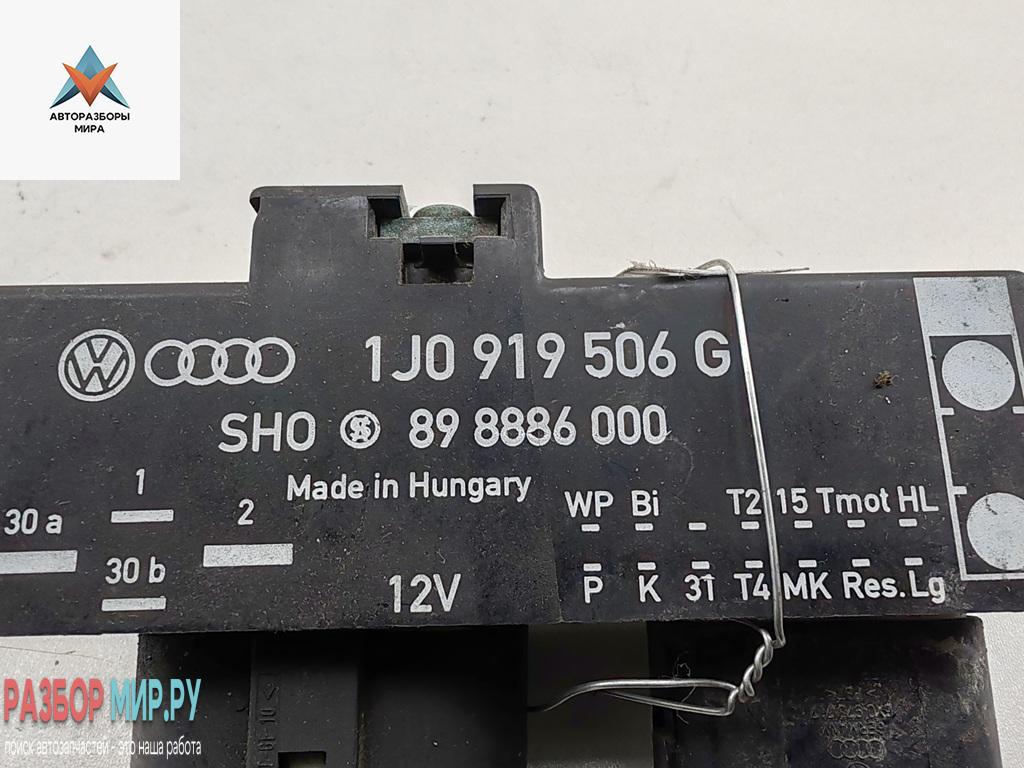 АВТОРАЗБОРЫ
МИРА
1J0 919 506 G
SHO 89 8886 000
Made in Hungary
1
2
30 a
30 b
12V
WP Bi T2 15 Tmot HL
P K 31 T4 MK Res. Lg
РАЗБОР МИР.РУ
поиск автозапчастей - это наша работа